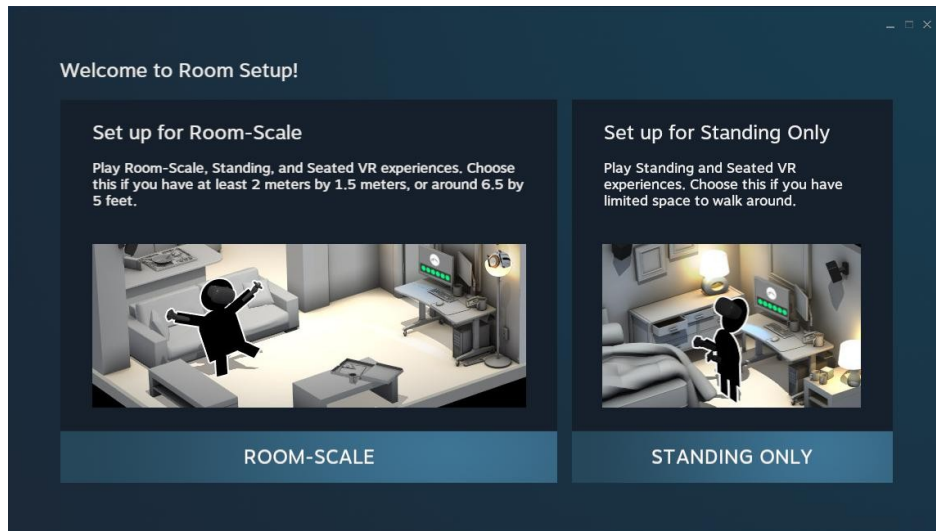 Welcome to Room Setup!
Set up for Room-Scale
Play Room-Scale, Standing, and Seated VR experiences. Choose
this if you have at least 2 meters by 1.5 meters, or around 6.5 by
5 feet.
ROOM-SCALE
Set up for Standing Only
Play Standing and Seated VR
experiences. Choose this if you have
limited space to walk around.
STANDING ONLY